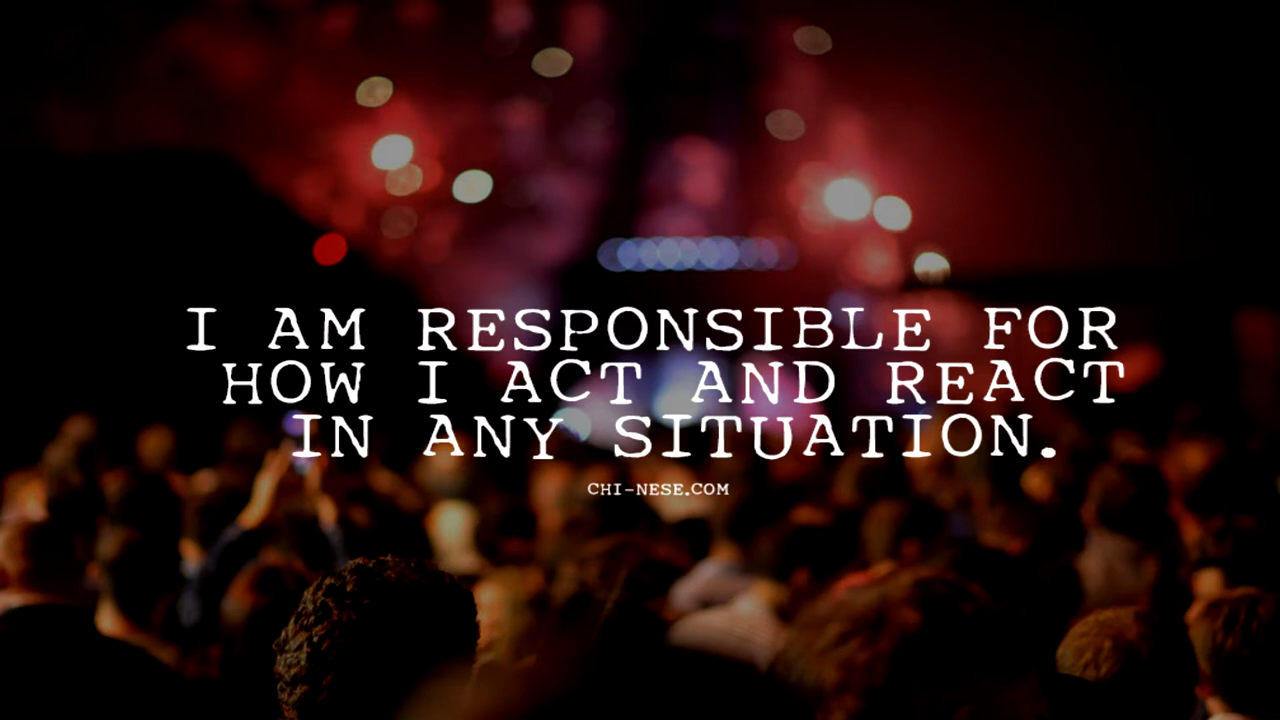 I AM RESPONSIBLE FOR
HOW I ACT AND REACT
IN ANY SITUATION.
CHI-NESE.COM